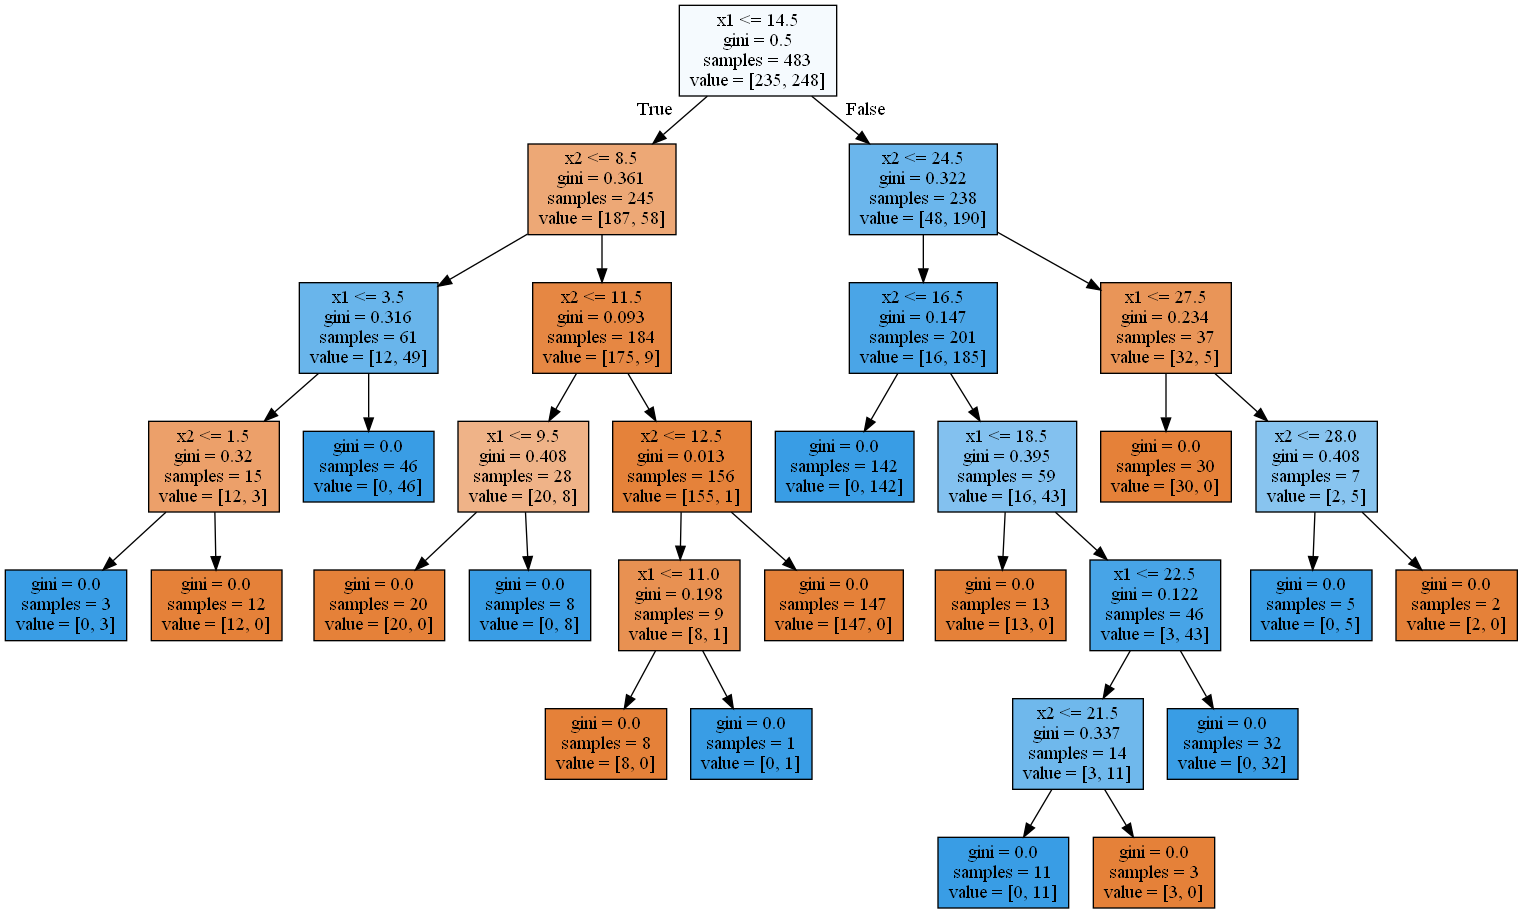 x1 <= 14.5
gini = 0.5
samples = 483
value = [235, 248]
True
False
x2 <= 8.5
gini = 0.361
samples = 245
value = [187, 58]
x2 <= 24.5
gini = 0.322
samples = 238
value = [48, 190]
x1 <= 3.5
gini = 0.316
samples = 61
value = [12, 49]
x2 <= 11.5
gini = 0.093
samples = 184
value = [175, 9]
x2 <= 16.5
gini = 0.147
samples = 201
value = [16, 185]
x1 <= 27.5
gini = 0.234
samples = 37
value = [32, 5]
x2 <= 1.5
gini = 0.32
samples = 15
value = [12, 3]
gini = 0.0
samples = 46
value = [0, 46]
x1 <= 9.5
gini = 0.408
samples = 28
value = [20, 8]
x2 <= 12.5
gini = 0.013
samples = 156
value = [155, 1]
gini = 0.0
samples = 142
value = [0, 142]
x1 <= 18.5
gini = 0.395
samples = 59
value = [16, 43]
gini = 0.0
samples = 30
value = [30, 0]
x2 <= 28.0
gini = 0.408
samples = 7
value = [2, 5]
gini = 0.0
samples = 3
value = [0, 3]
gini = 0.0
samples = 12
value = [12, 0]
gini = 0.0
samples = 20
value = [20, 0]
gini = 0.0
samples = 8
value = [0, 8]
x1 <= 11.0
gini = 0.198
samples = 9
value = [8, 1]
gini = 0.0
samples = 147
value = [147, 0]
gini = 0.0
samples = 13
value = [13, 0]
x1 <= 22.5
gini = 0.122
samples = 46
value = [3, 43]
gini = 0.0
samples = 5
value = [0, 5]
gini = 0.0
samples = 2
value = [2, 0]
gini = 0.0
samples = 8
value = [8, 0]
gini = 0.0
samples = 1
value = [0, 1]
x2 <= 21.5
gini = 0.337
samples = 14
value = [3, 11]
gini = 0.0
samples = 32
value = [0, 32]
gini = 0.0
samples = 11
value = [0, 11]
gini = 0.0
samples = 3
value = [3, 0]